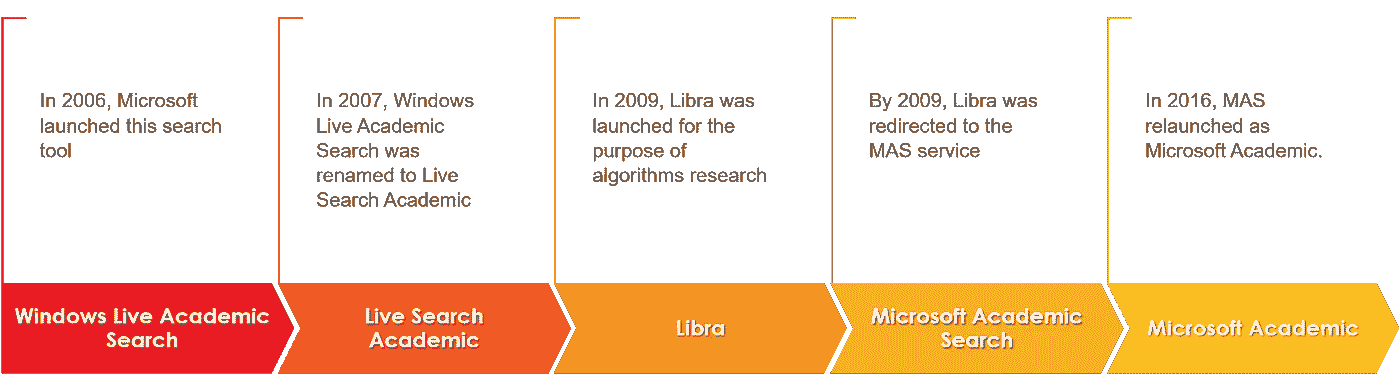 In 2006, Microsoft
launched this search
tool
In 2007, Windows
Live Academic
Search was
renamed to Live
Search Academic
In 2009, Libra was
launched for the
purpose of
algorithms research
By 2009, Libra was
redirected to the
MAS service
In 2016, MAS
relaunched as
Microsoft Academic.
Windows Live Academic
Search
Live Search
Academic
Libra
Microsoft Academic
Search
Microsoft Academic